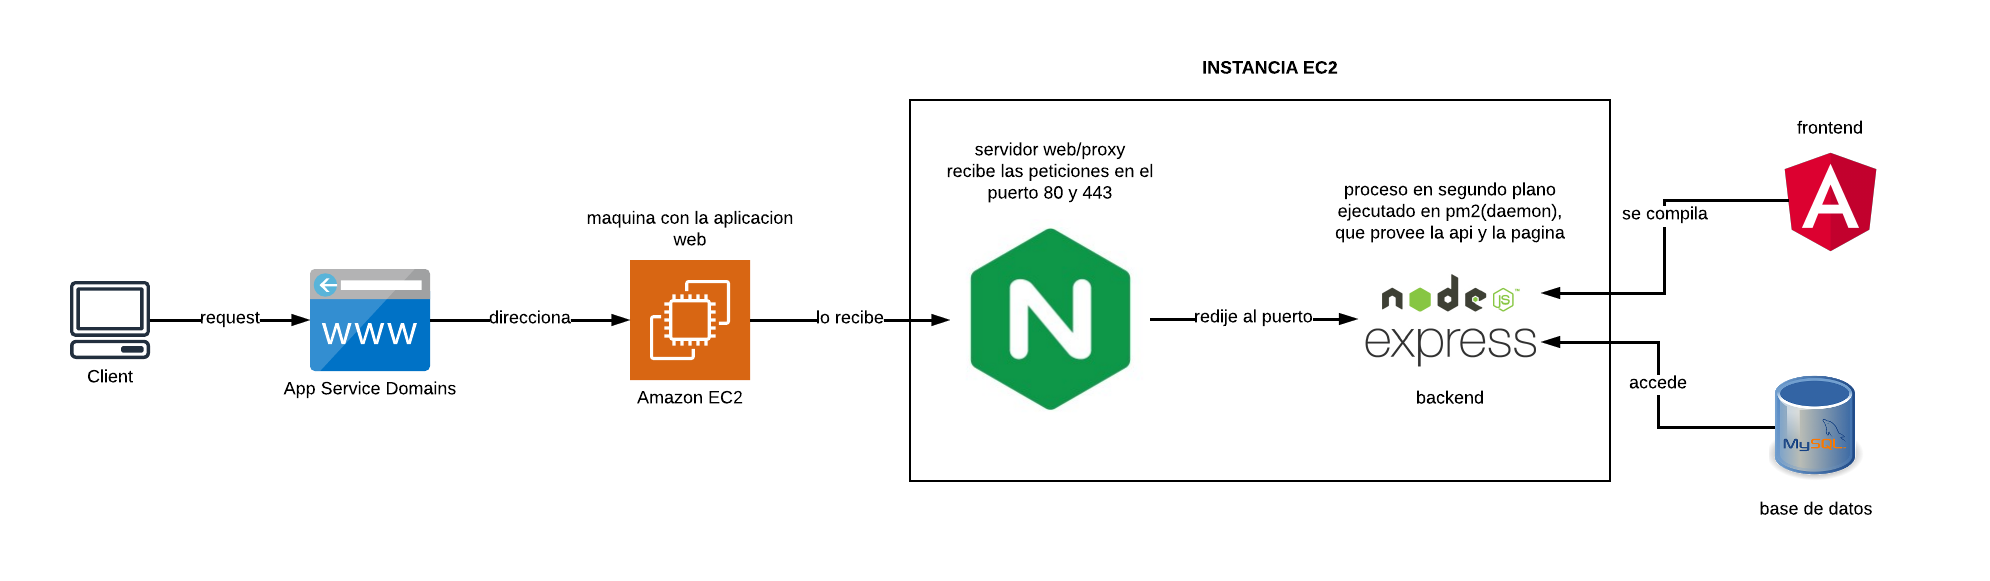 INSTANCIA EC2
servidor web/proxy
recibe las peticiones en el
puerto 80 y 443
proceso en segundo plano
ejecutado en pm2(daemon),
que provee la api y la pagina
frontend
se compila
maquina con la aplicacion
web
request
WWW
direcciona
lo recibe
redije al puerto
node
JS
express
accede
MySQL
Client
App Service Domains
Amazon EC2
backend
base de datos